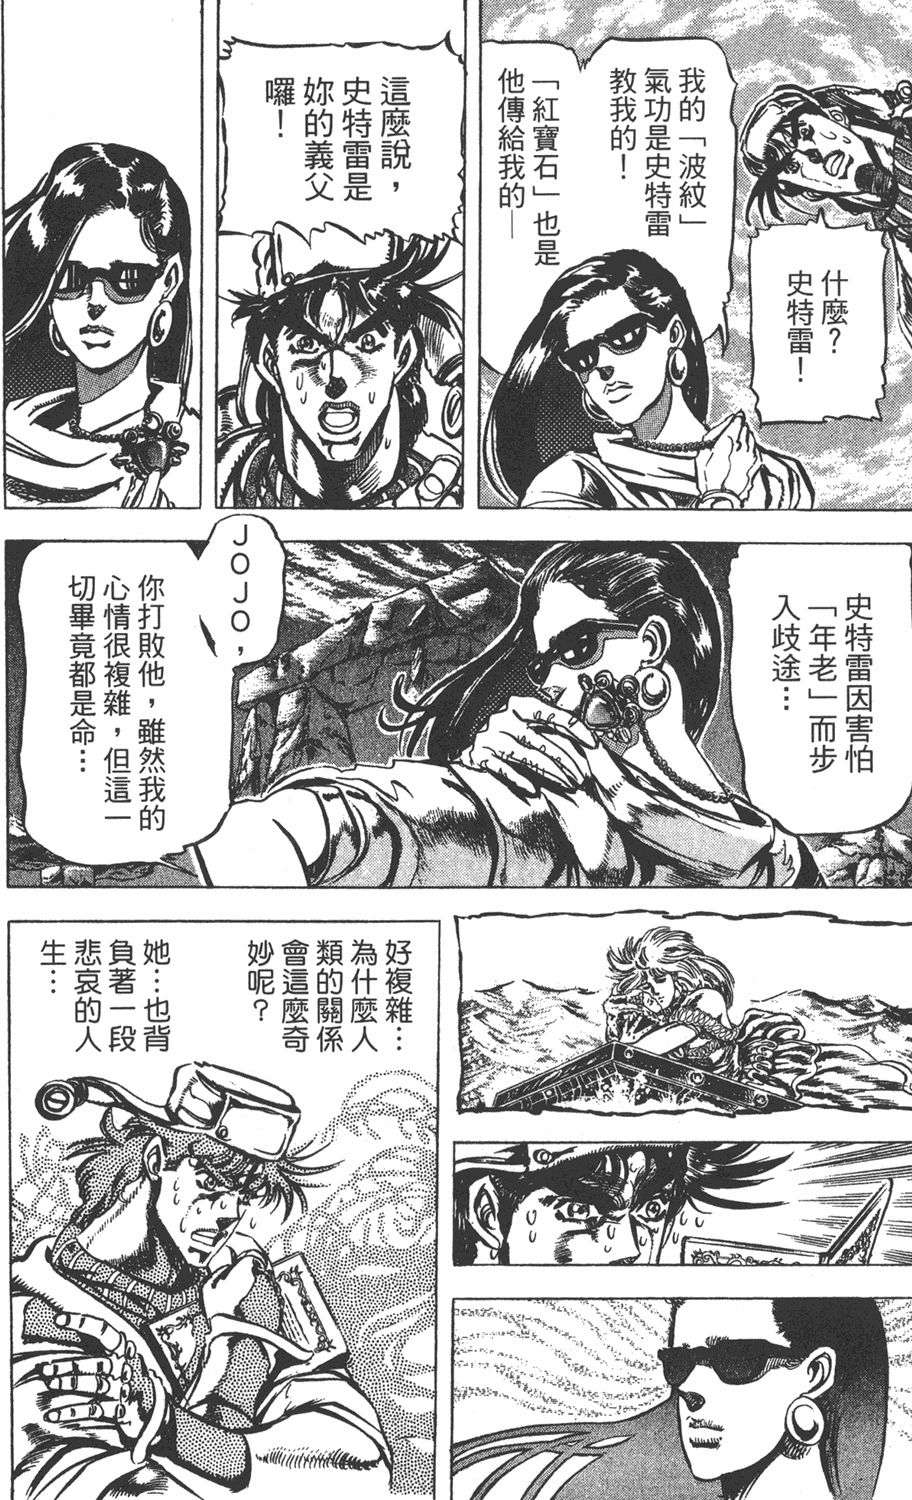 什麼？
史特雷！
我的「波紋」
氣功是史特雷
教我的！
「紅寶石」也是
他傳給我的—
這麼說，
史特雷是
妳的義父
囉！
史特雷因害怕
「年老」而步
入歧途…
JOJO，
你打敗他，雖然我的
心情很複雜，但這一
切畢竟都是命…
好複雜…
為什麼人
類的關係
會這麼奇
妙呢？
她…也背
負著一段
悲哀的人
生…